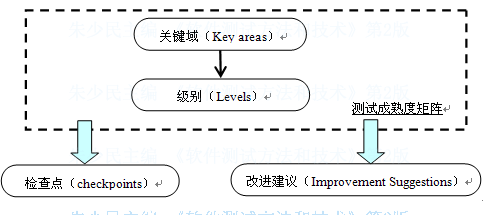 关键域（Key areas）
级别（Levels）
测试成熟度矩阵
检查点（checkpoints）
改进建议（Improvement Suggestions）